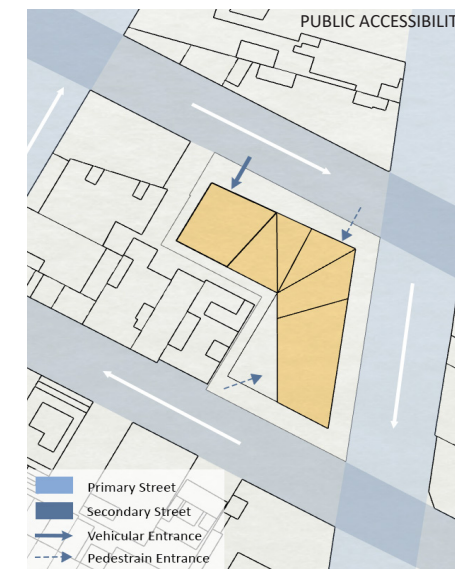 PUBLIC ACCESSIBILIT
Primary Street
Secondary Street
Vehicular Entrance
Pedestrain Entrance